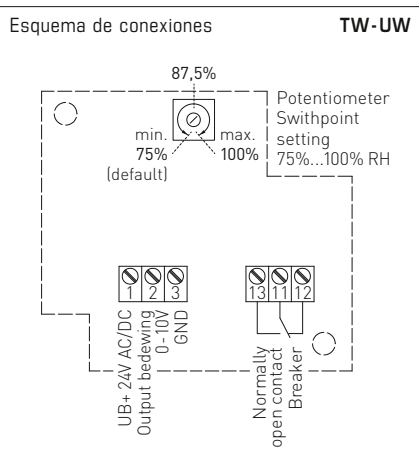 Esquema de conexiones
TW-UW
87,5%
min.
75%
(default)
max.
100%
Potentiometer
Swithpoint
setting
75%...100% RH
1 2 3
13 11 12
UB+ 24V AC/DC
Output bedewing
0-10V
GND
Normally
open contact
Breaker